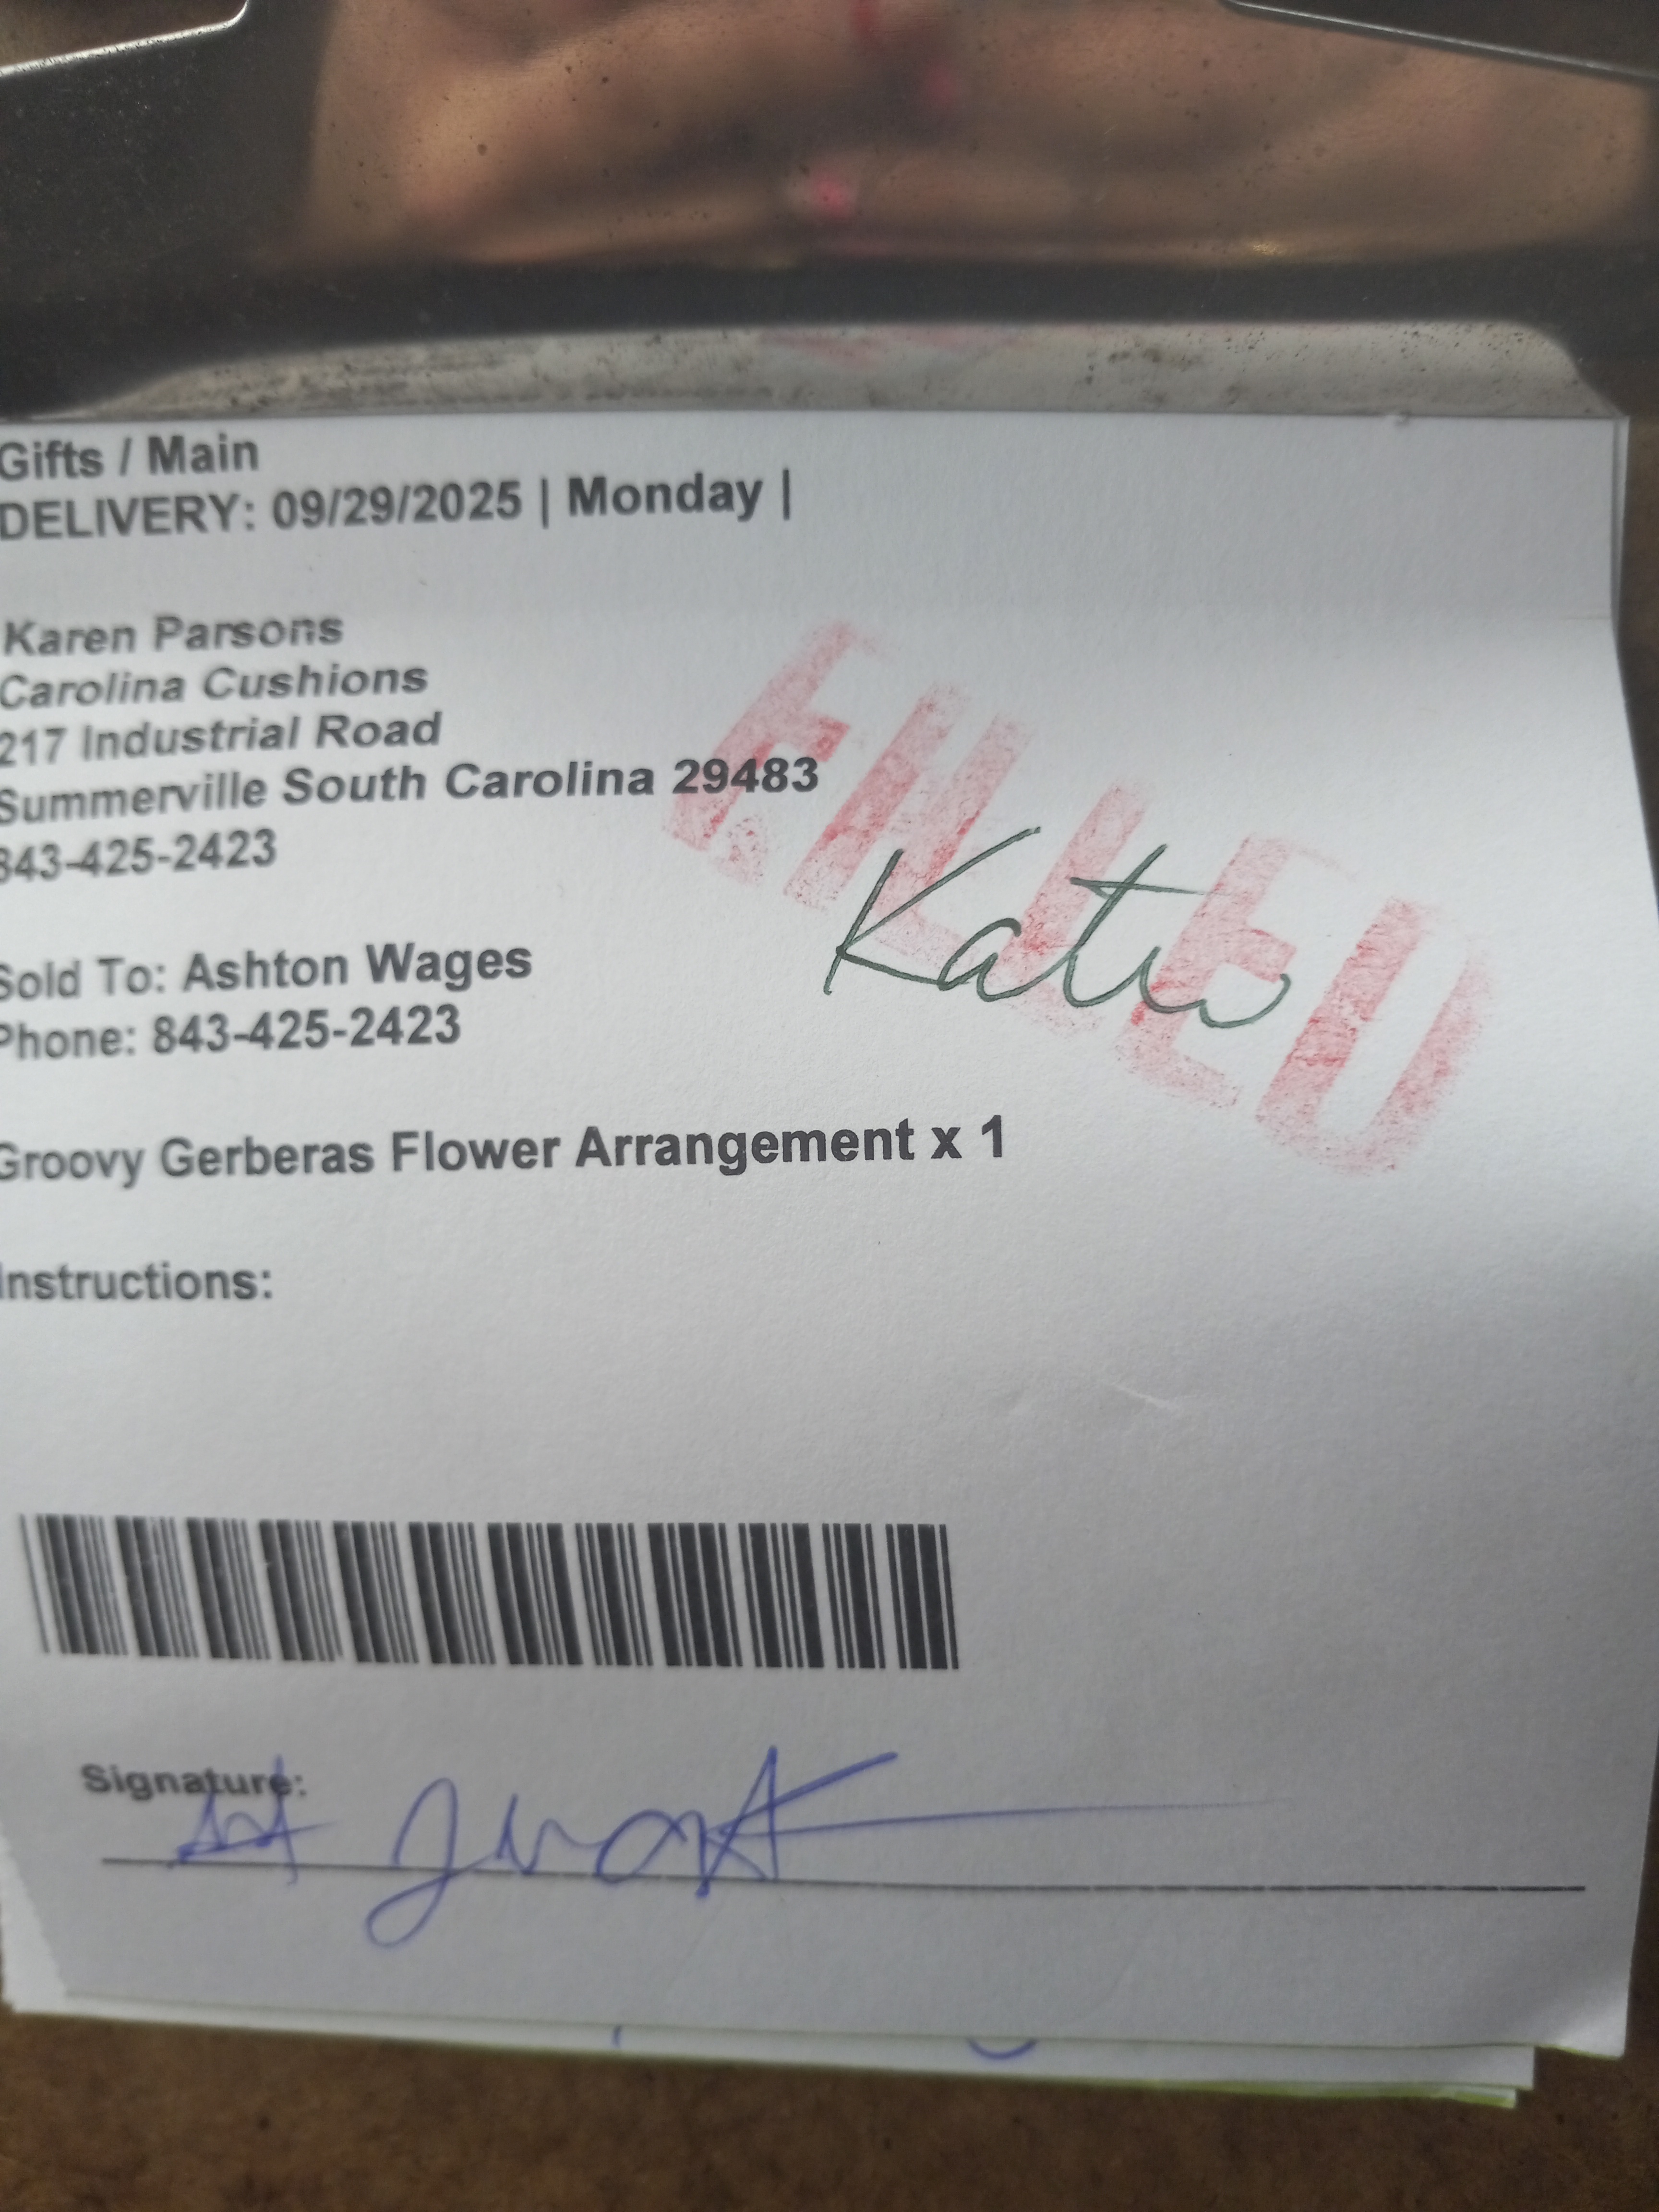 Gifts / Main
DELIVERY: 09/29/2025 | Monday |
Karen Parsons
Carolina Cushions
217 Industrial Road
Summerville South Carolina 29483
843-425-2423
FILLED
Sold To: Ashton Wages
Phone: 843-425-2423
Groovy Gerberas Flower Arrangement x 1
Instructions:
Signature: